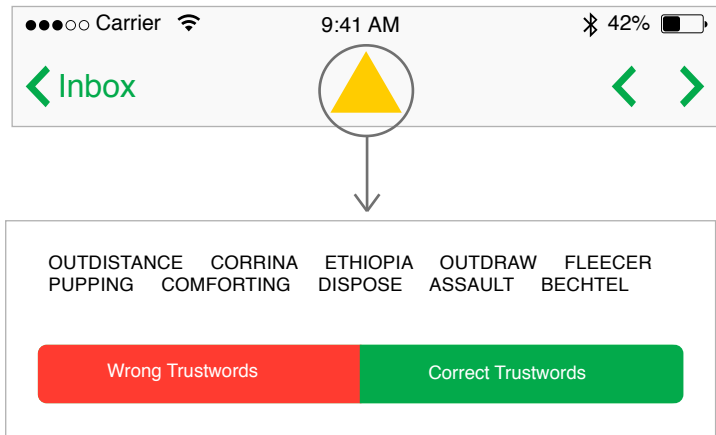 Carrier 9:41 AM 42%
Inbox
OUTDISTANCE CORRINA ETHIOPIA OUTDRAW FLEECER
PUPPING COMFORTING DISPOSE ASSAULT BECHTEL
Wrong Trustwords Correct Trustwords